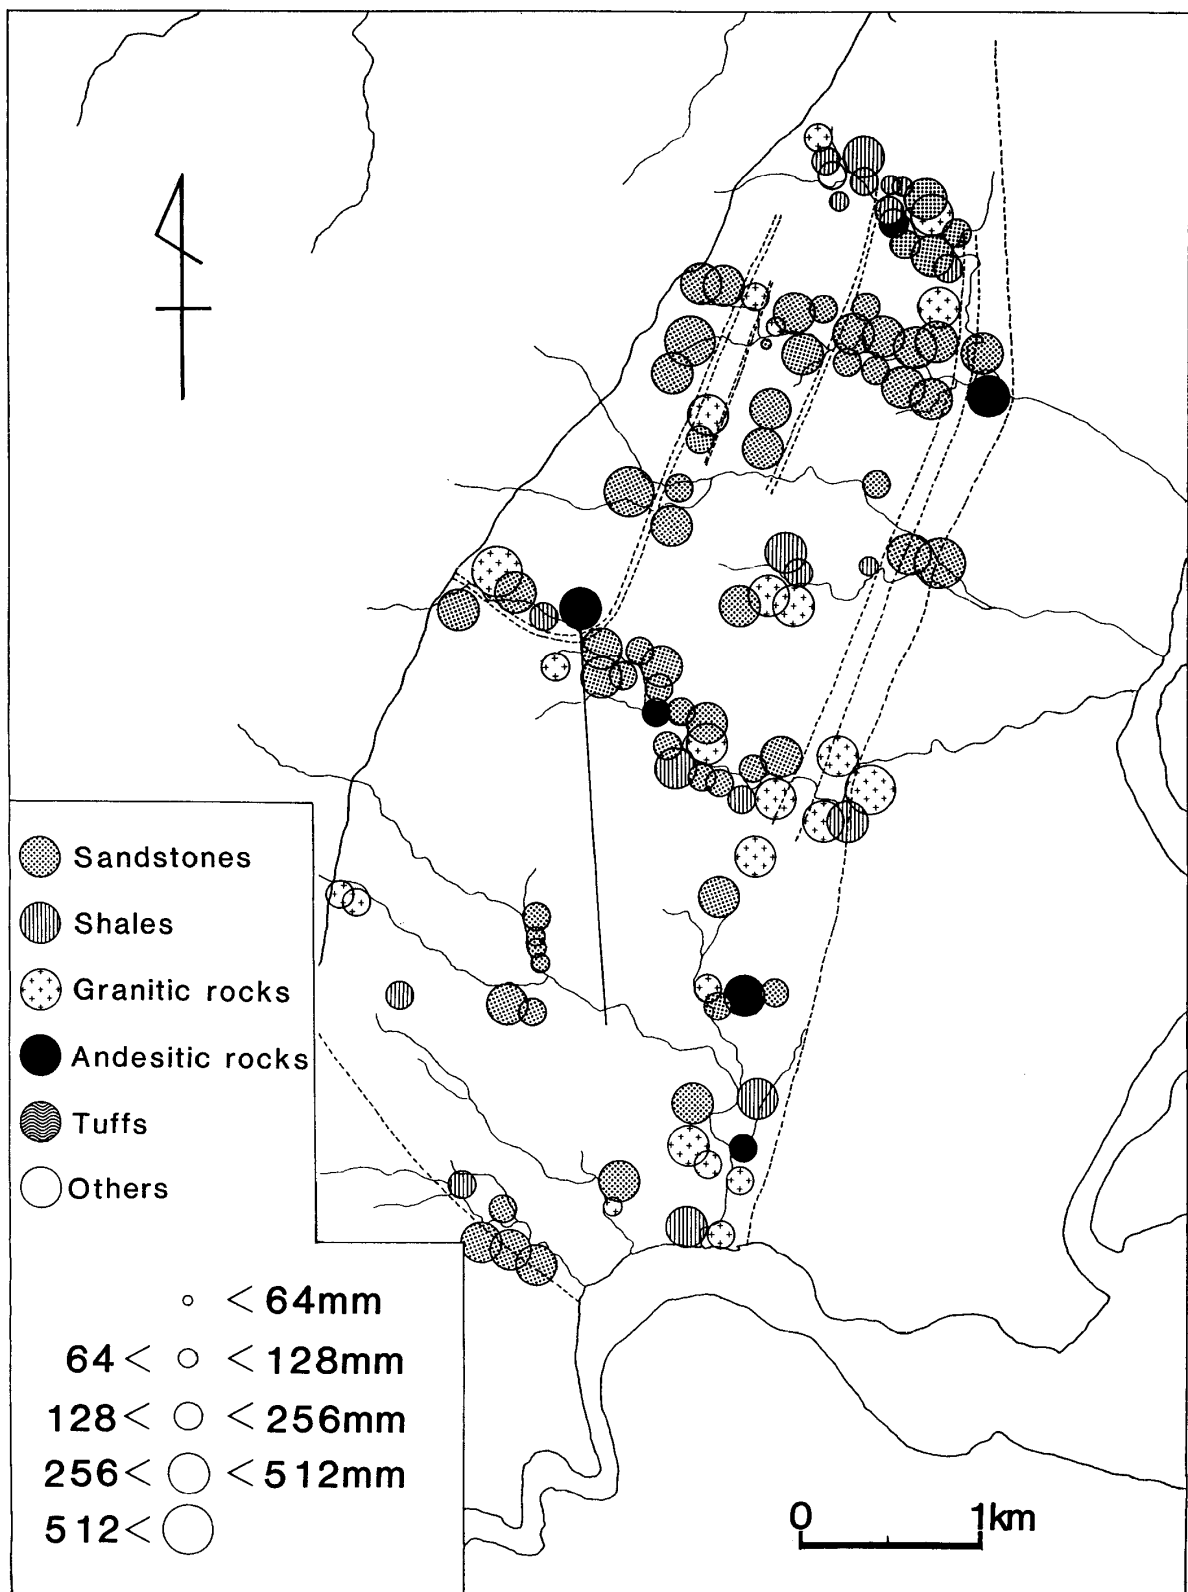 Sandstones
Shales
Granitic rocks
Andesitic rocks
Tuffs
Others
< 64mm
64 < < 128mm
128 < < 256mm
256 < < 512mm
512 <
0 1km